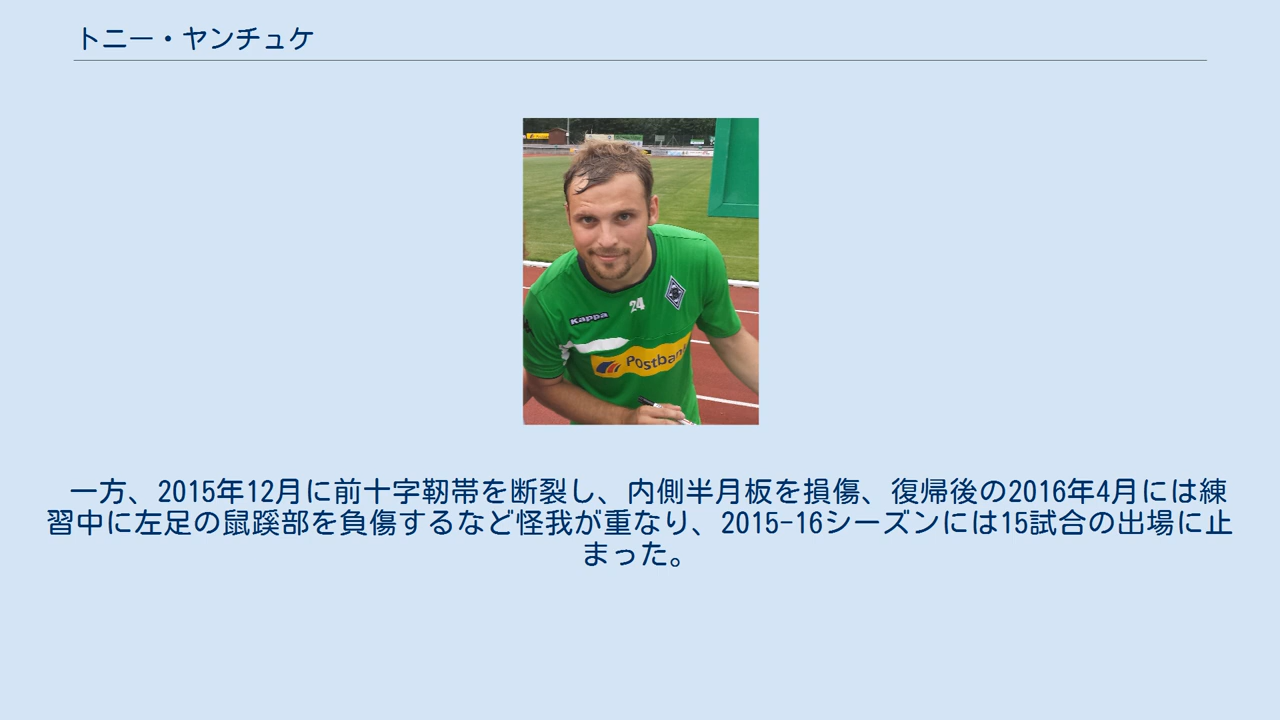 トニー・ヤンチュケ
24
Kappa
Postbank
一方、2015年12月に前十字靭帯を断裂し、内側半月板を損傷、復帰後の2016年4月には練
習中に左足の鼠蹊部を負傷するなど怪我が重なり、2015-16シーズンには15試合の出場に止
まった。